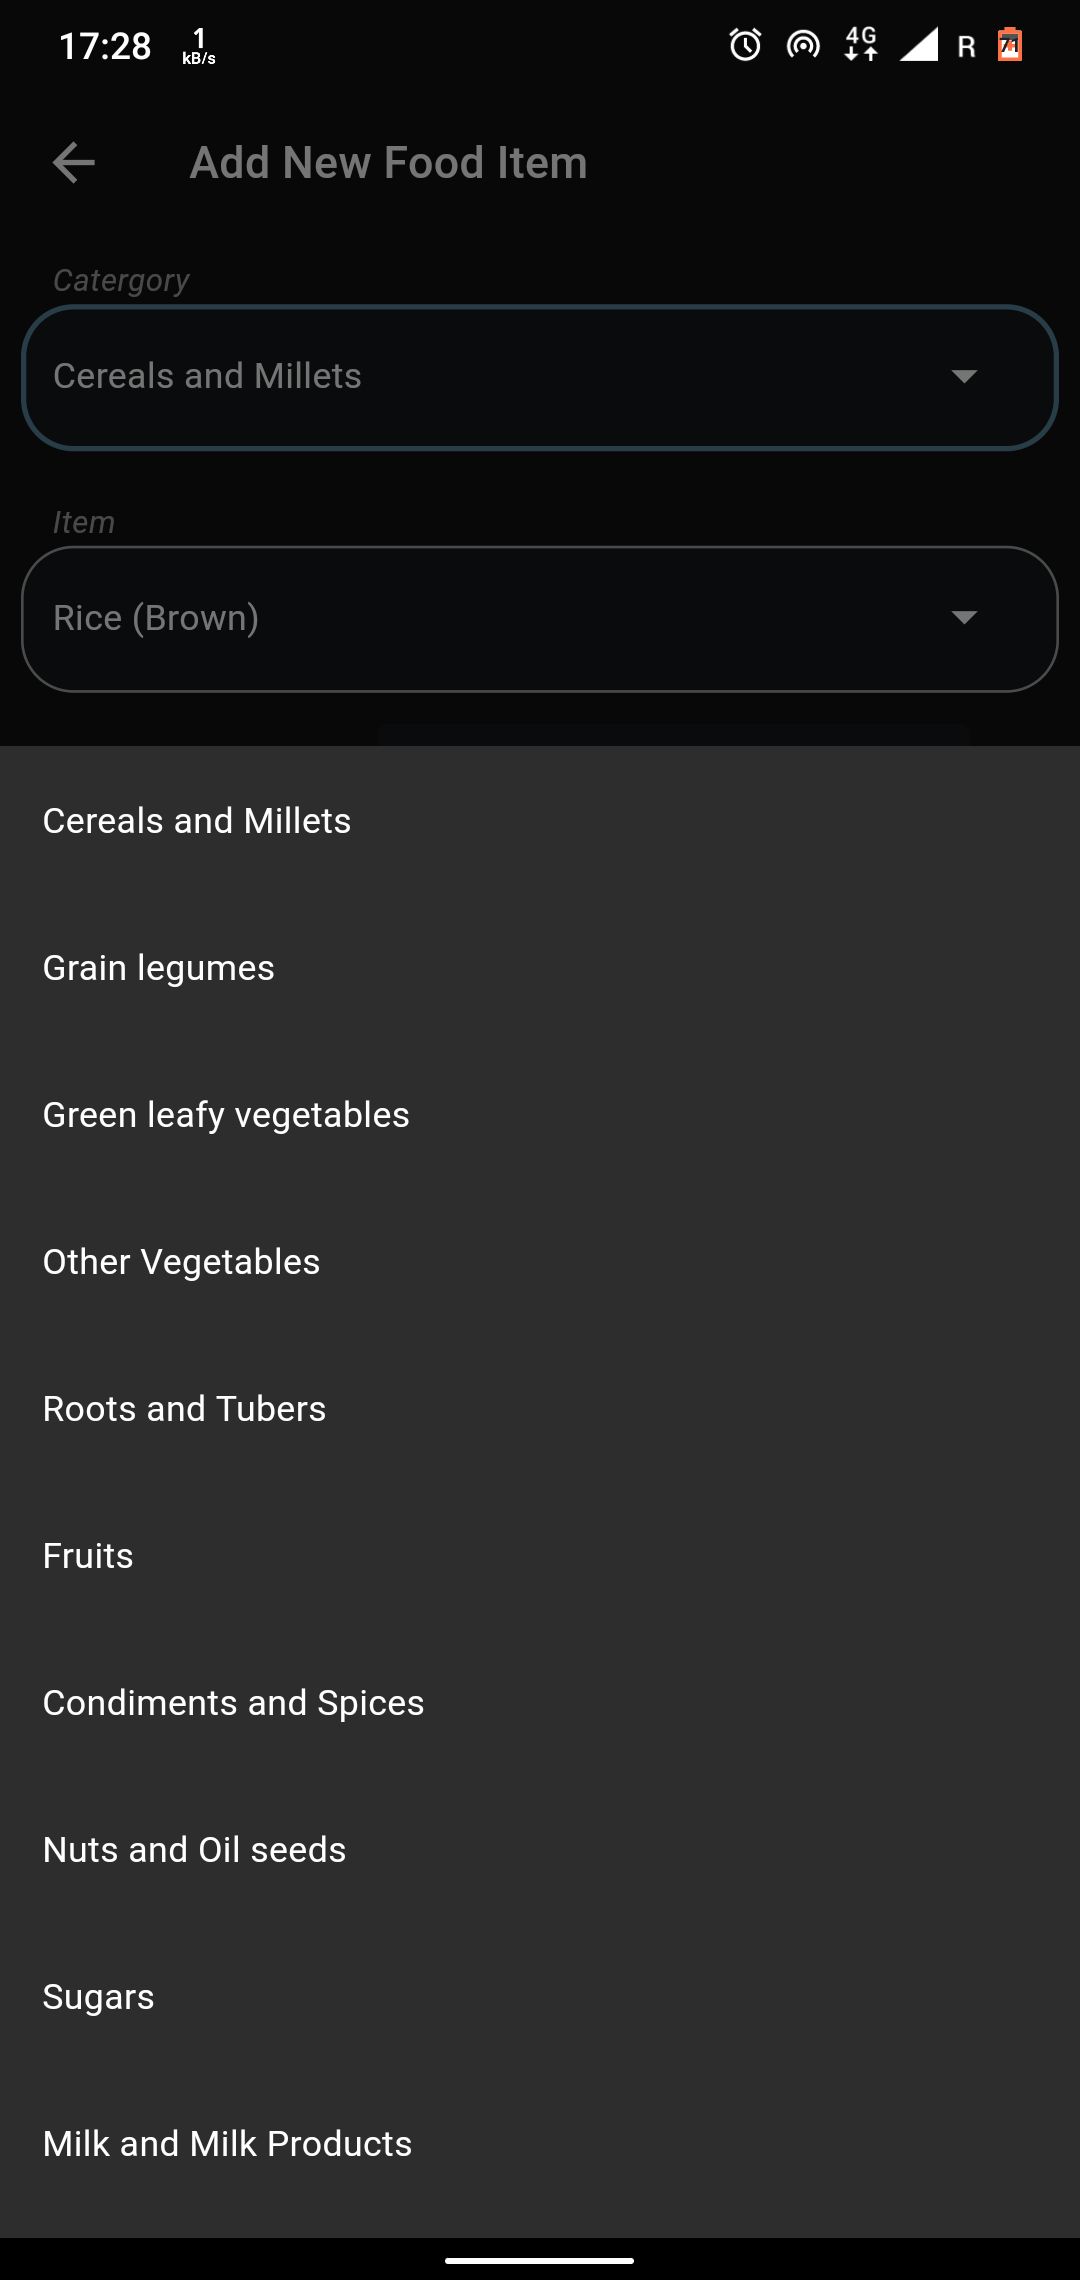 17:28 1 kB/s 4G R 71
Add New Food Item
Catergory
Cereals and Millets
Item
Rice (Brown)
Cereals and Millets
Grain legumes
Green leafy vegetables
Other Vegetables
Roots and Tubers
Fruits
Condiments and Spices
Nuts and Oil seeds
Sugars
Milk and Milk Products